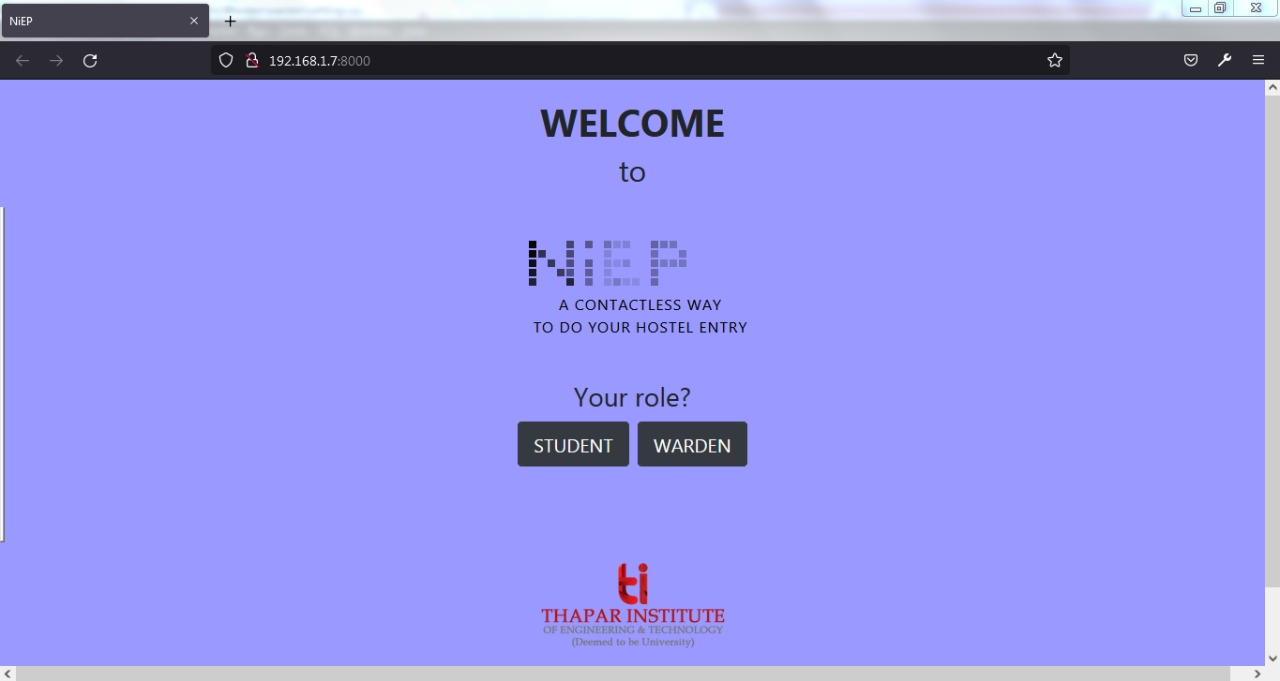 NiEP
192.168.1.7:8000
WELCOME
to
NiEP
A CONTACTLESS WAY
TO DO YOUR HOSTEL ENTRY
Your role?
STUDENT WARDEN
ti
THAPAR INSTITUTE
OF ENGINEERING & TECHNOLOGY
(Deemed to be University)